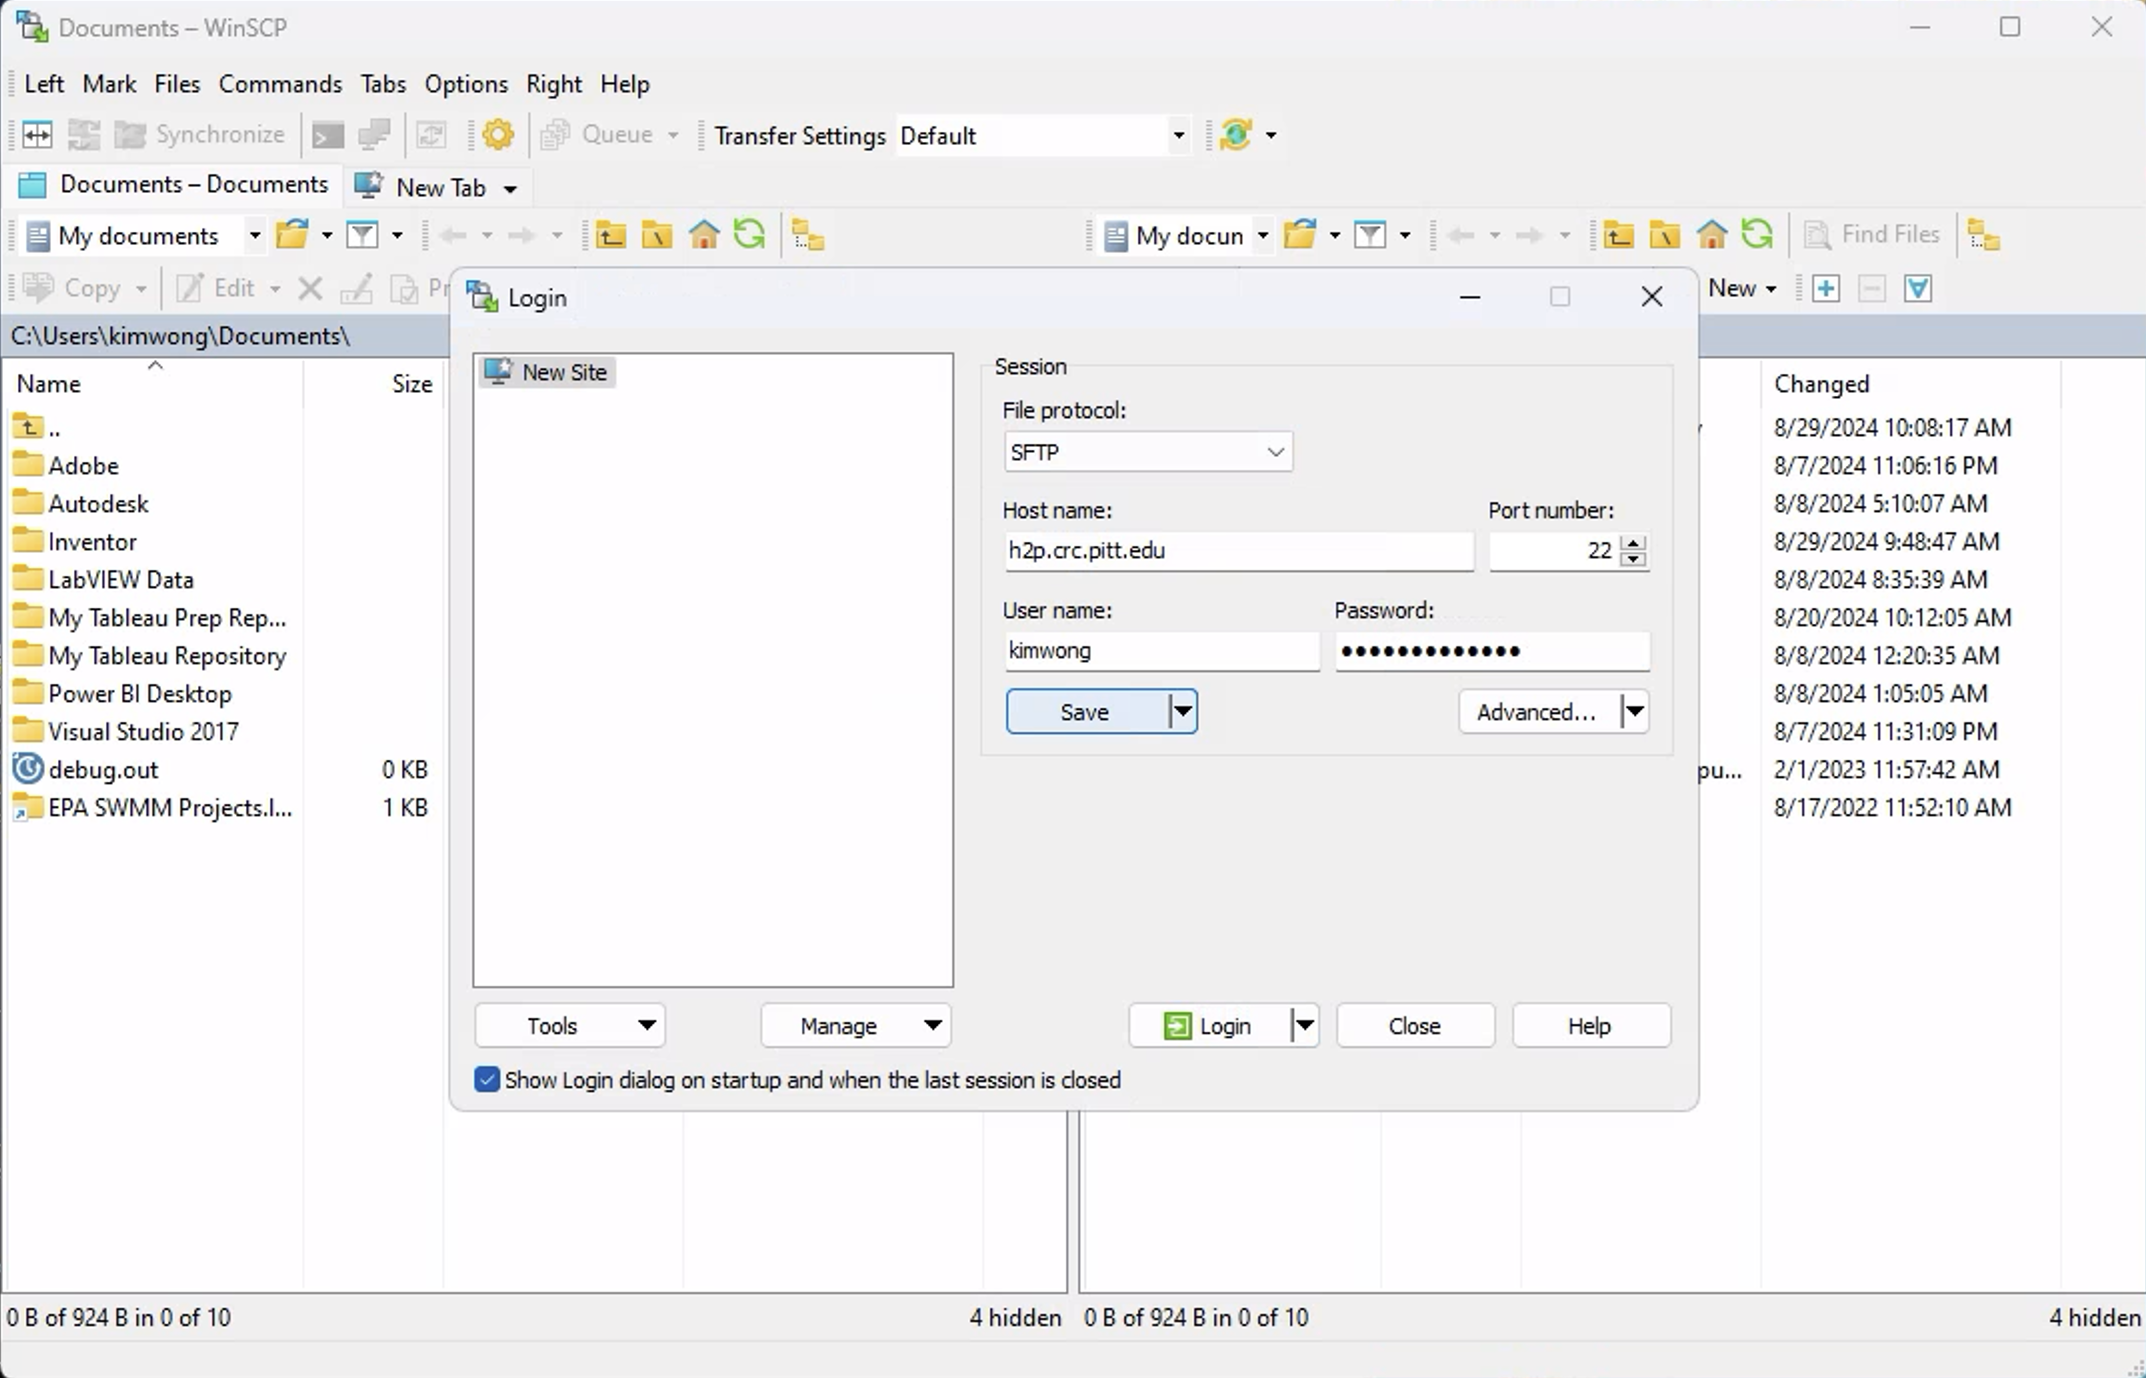 Documents – WinSCP
Left Mark Files Commands Tabs Options Right Help
Synchronize Queue Transfer Settings Default
Documents – Documents New Tab
My documents My docun Find Files
Copy Edit New
Login
C:\Users\kimwong\Documents\
Name Size
..
Adobe
Autodesk
Inventor
LabVIEW Data
My Tableau Prep Rep...
My Tableau Repository
Power BI Desktop
Visual Studio 2017
debug.out 0 KB
EPA SWMM Projects.l... 1 KB
New Site
Session
File protocol:
SFTP
Host name: Port number:
h2p.crc.pitt.edu 22
User name: Password:
kimwong •••••••••••••
Save Advanced...
Tools Manage Login Close Help
Show Login dialog on startup and when the last session is closed
Changed
8/29/2024 10:08:17 AM
8/7/2024 11:06:16 PM
8/8/2024 5:10:07 AM
8/29/2024 9:48:47 AM
8/8/2024 8:35:39 AM
8/20/2024 10:12:05 AM
8/8/2024 12:20:35 AM
8/8/2024 1:05:05 AM
8/7/2024 11:31:09 PM
pu... 2/1/2023 11:57:42 AM
8/17/2022 11:52:10 AM
0 B of 924 B in 0 of 10 4 hidden 0 B of 924 B in 0 of 10 4 hidden